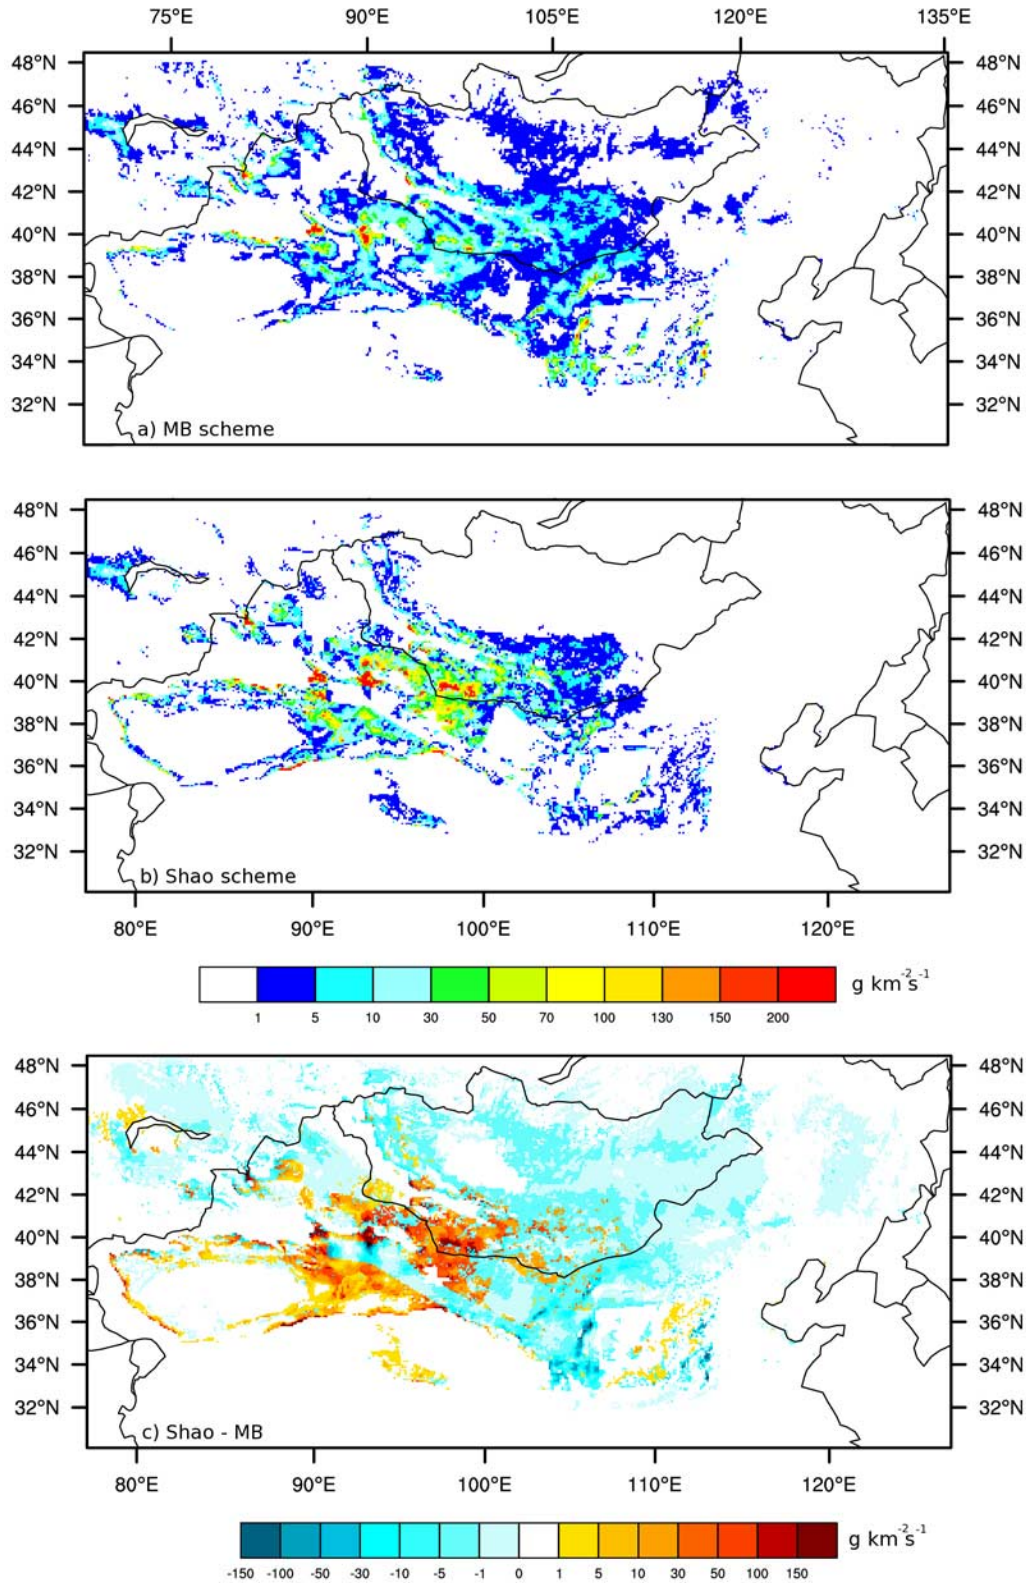 75°E 90°E 105°E 120°E 135°E
48°N 48°N
46°N 46°N
44°N 44°N
42°N 42°N
40°N 40°N
38°N 38°N
36°N 36°N
34°N 34°N
32°N 32°N
a) MB scheme
48°N 48°N
46°N 46°N
44°N 44°N
42°N 42°N
40°N 40°N
38°N 38°N
36°N 36°N
34°N 34°N
32°N 32°N
b) Shao scheme
80°E 90°E 100°E 110°E 120°E
g km⁻² s⁻¹
1 5 10 30 50 70 100 130 150 200
48°N 48°N
46°N 46°N
44°N 44°N
42°N 42°N
40°N 40°N
38°N 38°N
36°N 36°N
34°N 34°N
32°N 32°N
c) Shao - MB
80°E 90°E 100°E 110°E 120°E
g km⁻² s⁻¹
-150 -100 -50 -30 -10 -5 -1 0 1 5 10 30 50 100 150